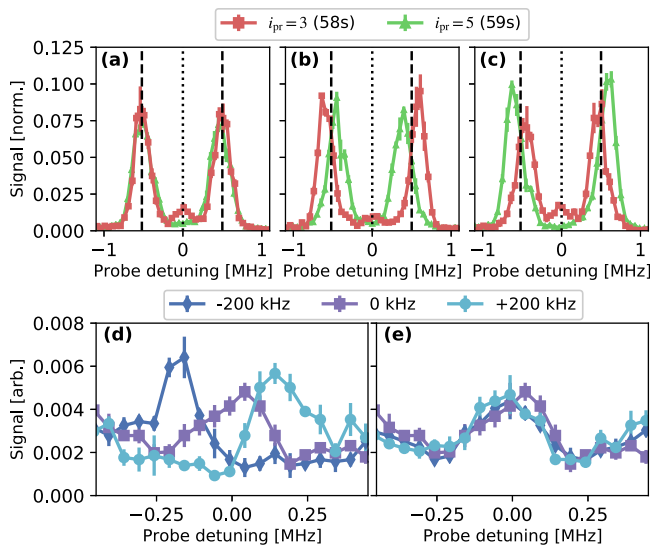 i_pr = 3 (58s) i_pr = 5 (59s)
(a) (b) (c)
Signal [norm.]
0.125
0.100
0.075
0.050
0.025
0.000
−1 0 1 −1 0 1 −1 0 1
Probe detuning [MHz] Probe detuning [MHz] Probe detuning [MHz]
-200 kHz 0 kHz +200 kHz
(d) (e)
Signal [arb.]
0.008
0.006
0.004
0.002
0.000
−0.25 0.00 0.25 −0.25 0.00 0.25
Probe detuning [MHz] Probe detuning [MHz]